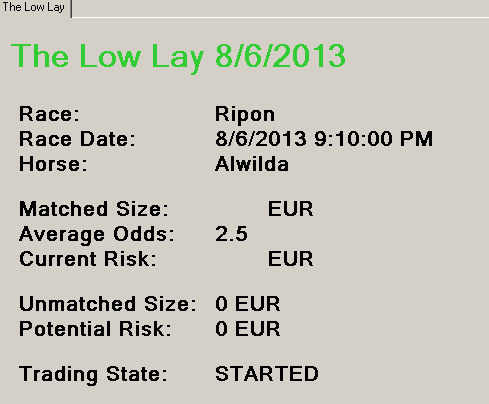 The Low Lay
The Low Lay 8/6/2013
Race: Ripon
Race Date: 8/6/2013 9:10:00 PM
Horse: Alwilda
Matched Size: EUR
Average Odds: 2.5
Current Risk: EUR
Unmatched Size: 0 EUR
Potential Risk: 0 EUR
Trading State: STARTED